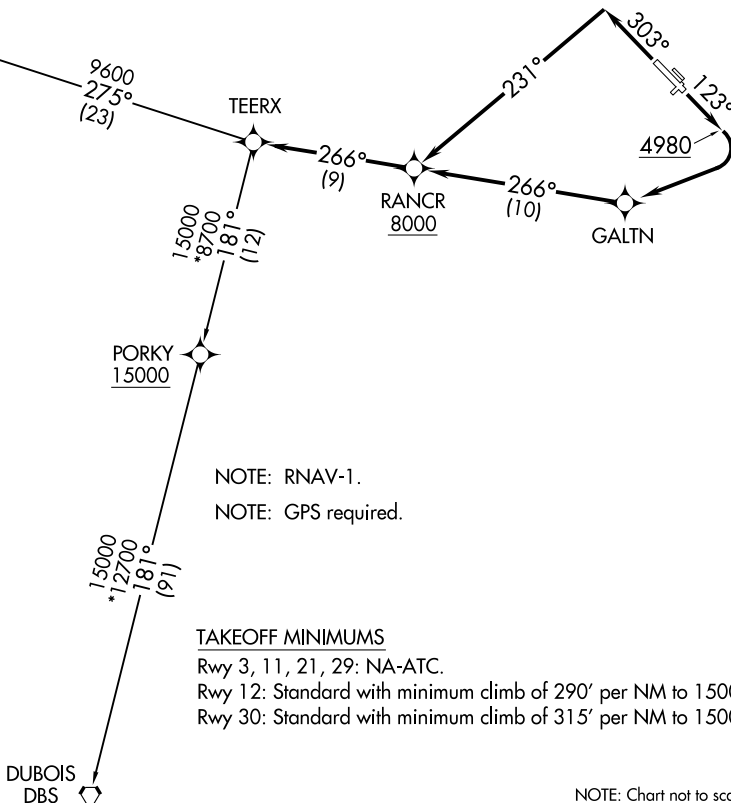 303°
123°
231°
4980
9600
275°
(23)
TEERX
266°
(9)
RANCR
8000
266°
(10)
GALTN
15000
*8700
181°
(12)
PORKY
15000
NOTE: RNAV-1.
NOTE: GPS required.
15000
*12700
181°
(91)
TAKEOFF MINIMUMS
Rwy 3, 11, 21, 29: NA-ATC.
Rwy 12: Standard with minimum climb of 290' per NM to
Rwy 30: Standard with minimum climb of 315' per NM to
DUBOIS
DBS
NOTE: Chart not to